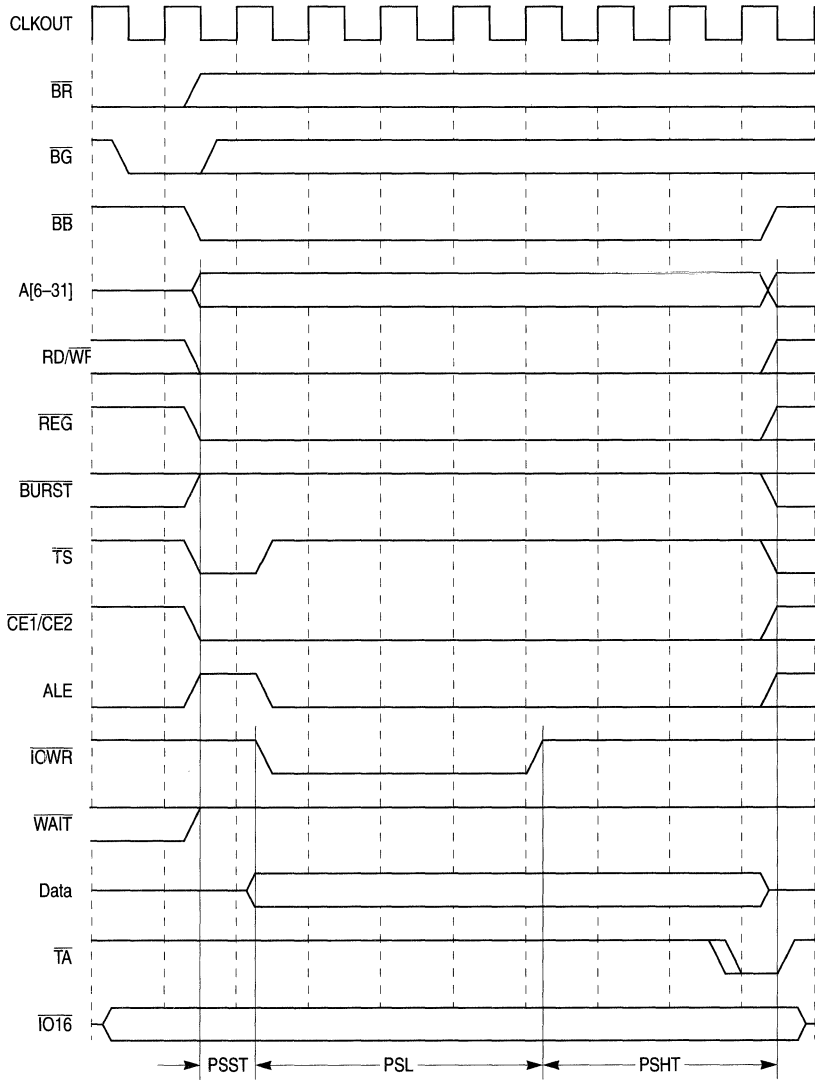 CLKOUT
BR
BG
BB
A[6–31]
RD/WF
REG
BURST
TS
CE1/CE2
ALE
IOWR
WAIT
Data
TA
IO16
PSST PSL PSHT